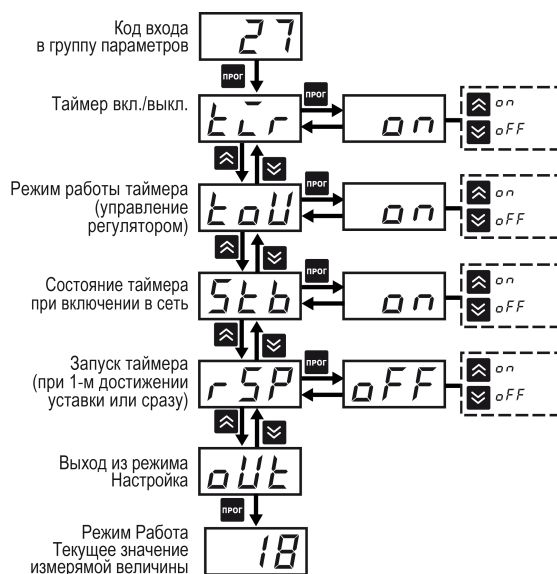 Код входа
в группу параметров
27
ПРОГ
Таймер вкл./выкл.
ПРОГ
on
on
oFF
Режим работы таймера
(управление
регулятором)
toU
ПРОГ
on
on
oFF
Состояние таймера
при включении в сеть
Stb
ПРОГ
on
on
oFF
Запуск таймера
(при 1-м достижении
уставки или сразу)
rSP
ПРОГ
oFF
on
oFF
Выход из режима
Настройка
oUt
ПРОГ
Режим Работа
Текущее значение
измерямой величины
18